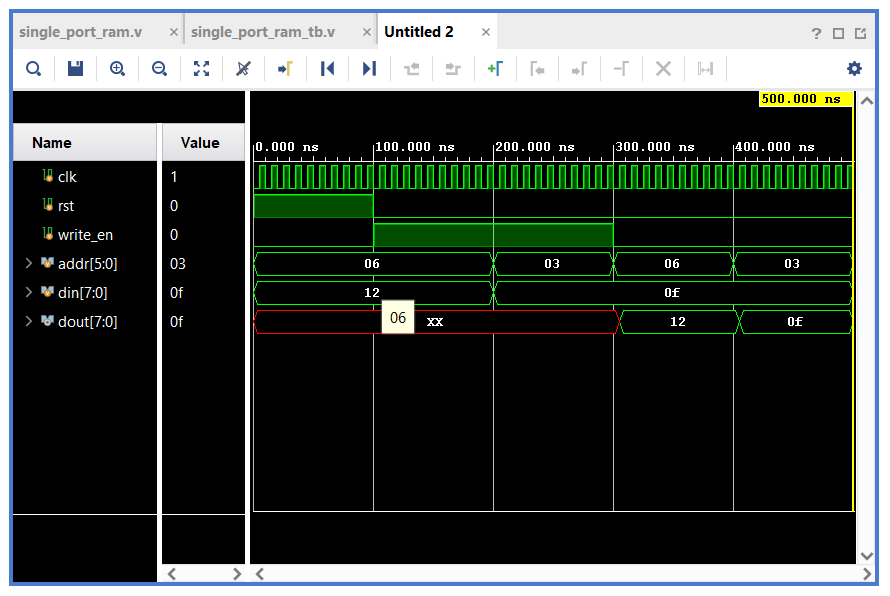 single_port_ram.v × single_port_ram_tb.v × Untitled 2 × ?
500.000 ns
Name Value 0.000 ns 100.000 ns 200.000 ns 300.000 ns 400.000 ns
clk 1
rst 0
write_en 0
addr[5:0] 03 06 03 06 03
din[7:0] 0f 12 0f
dout[7:0] 0f 06 xx 12 0f